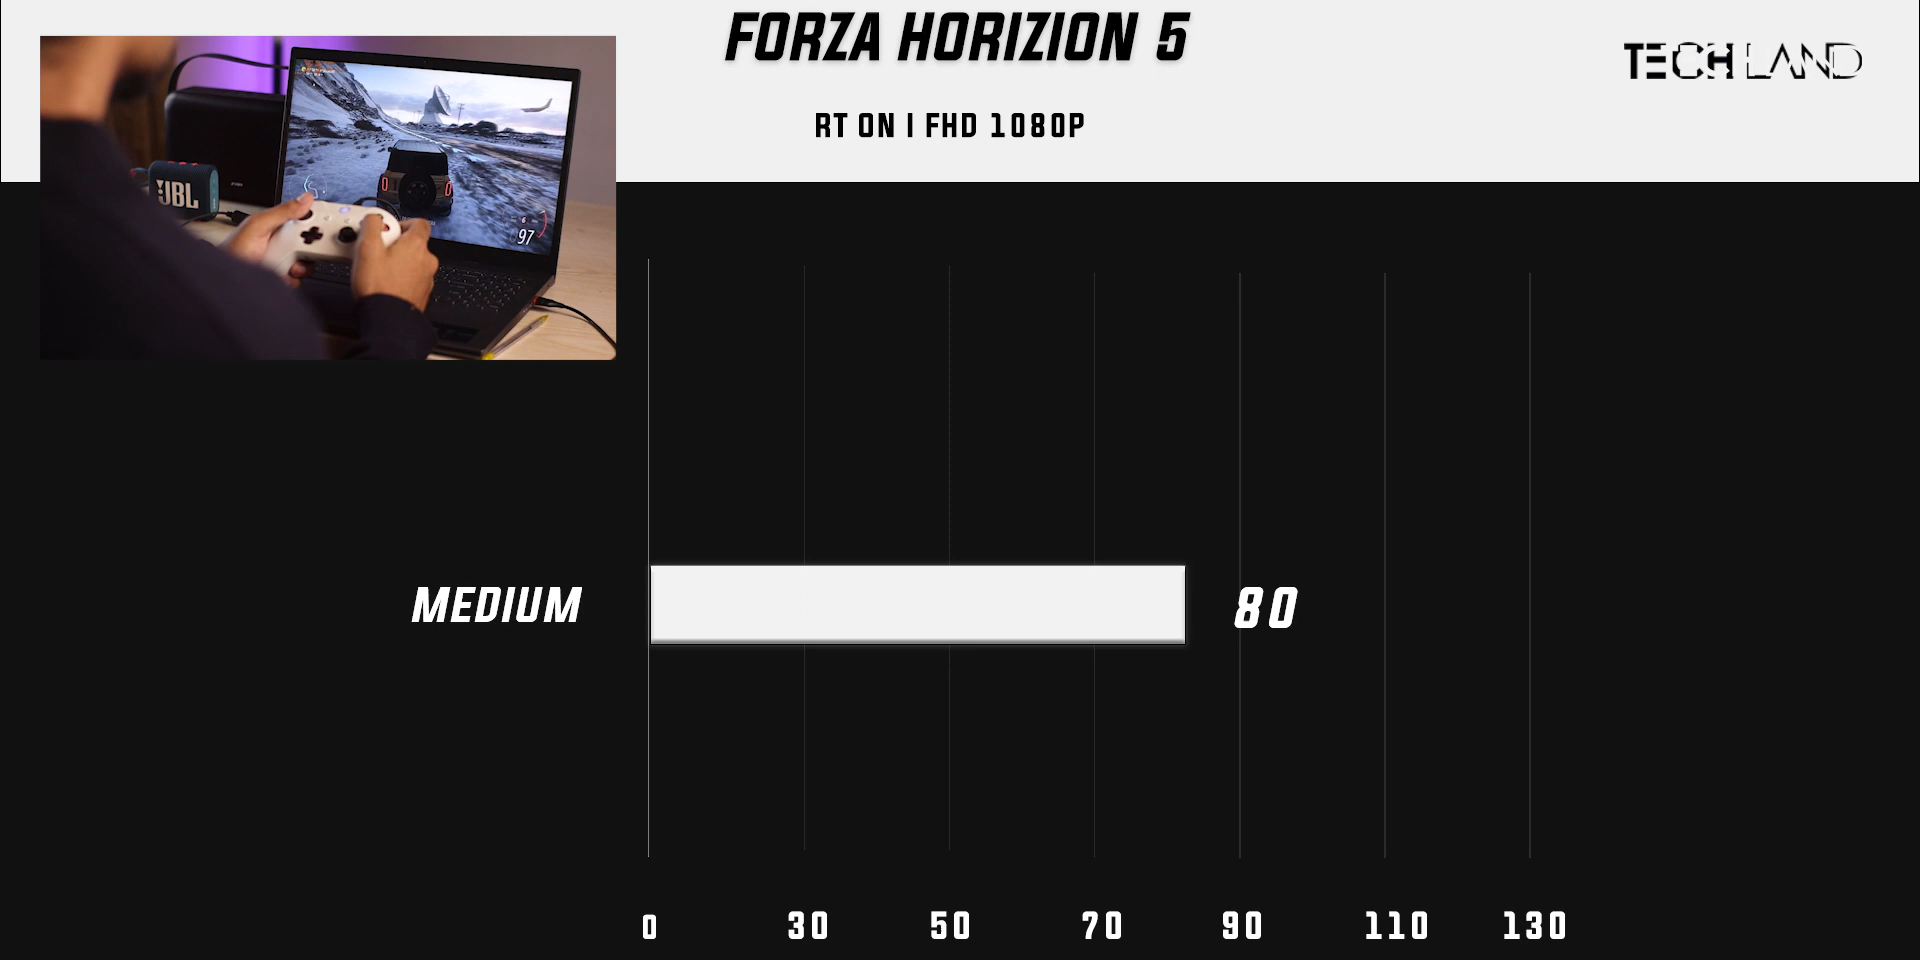 FORZA HORIZION 5
TECH LAND
RT ON | FHD 1080P
JBL
97
MEDIUM
80
0 30 50 70 90 110 130